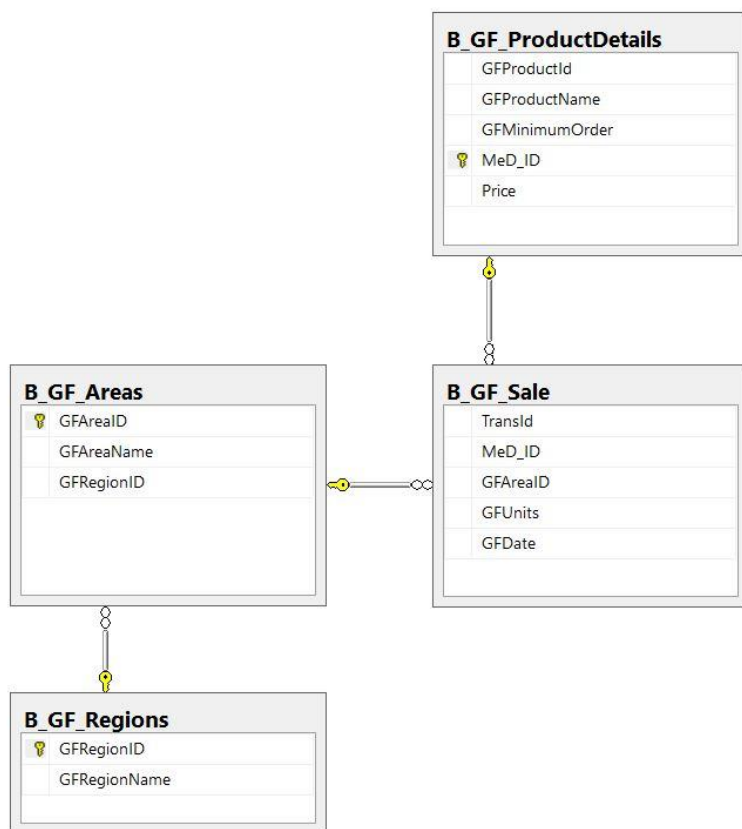 B_GF_ProductDetails
GFProductId
GFProductName
GFMinimumOrder
MeD_ID
Price
B_GF_Areas
GFAreaID
GFAreaName
GFRegionID
B_GF_Sale
TransId
MeD_ID
GFAreaID
GFUnits
GFDate
B_GF_Regions
GFRegionID
GFRegionName